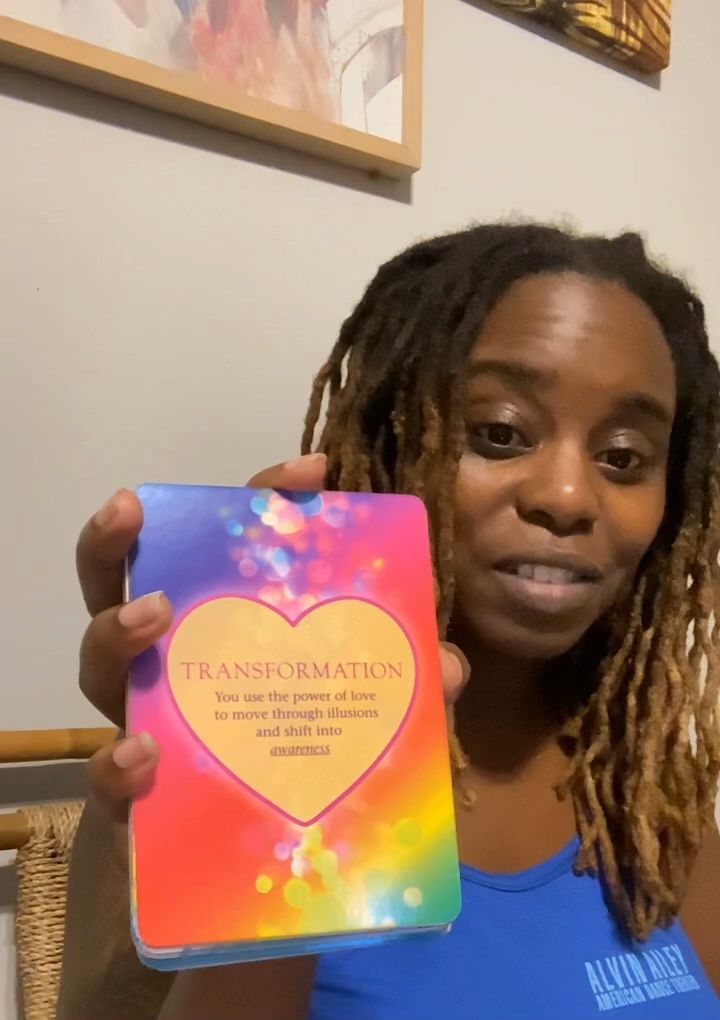 TRANSFORMATION
You use the power of love
to move through illusions
and shift into
awareness
ALVIN AILEY
AMERICAN DANCE THEATER